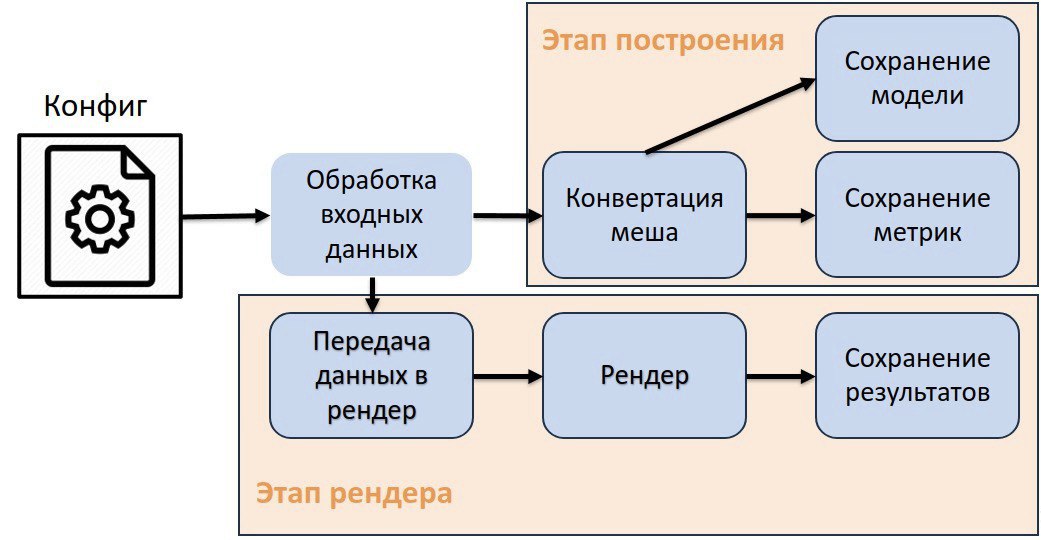 Этап построения
Сохранение
модели
Конфиг
Обработка
входных
данных
Конвертация
меша
Сохранение
метрик
Передача
данных в
рендер
Рендер
Сохранение
результатов
Этап рендера